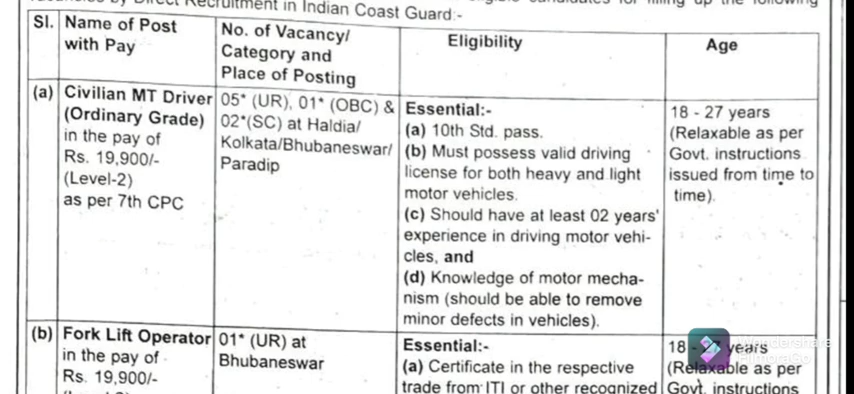 Recruitment in Indian Coast Guard:-
Sl. Name of Post with Pay
No. of Vacancy/
Category and
Place of Posting
Eligibility
Age
(a) Civilian MT Driver
(Ordinary Grade)
in the pay of
Rs. 19,900/-
(Level-2)
as per 7th CPC
05* (UR), 01* (OBC) &
02*(SC) at Haldia/
Kolkata/Bhubaneswar/
Paradip
Essential:-
(a) 10th Std. pass.
(b) Must possess valid driving
license for both heavy and light
motor vehicles.
(c) Should have at least 02 years'
experience in driving motor vehi-
cles, and
(d) Knowledge of motor mecha-
nism (should be able to remove
minor defects in vehicles).
18 - 27 years
(Relaxable as per
Govt. instructions
issued from time to
time).
(b) Fork Lift Operator
in the pay of
Rs. 19,900/-
01* (UR) at
Bhubaneswar
Essential:-
(a) Certificate in the respective
trade from ITI or other recognized
18 - 27 years
(Relaxable as per
Govt. instructions